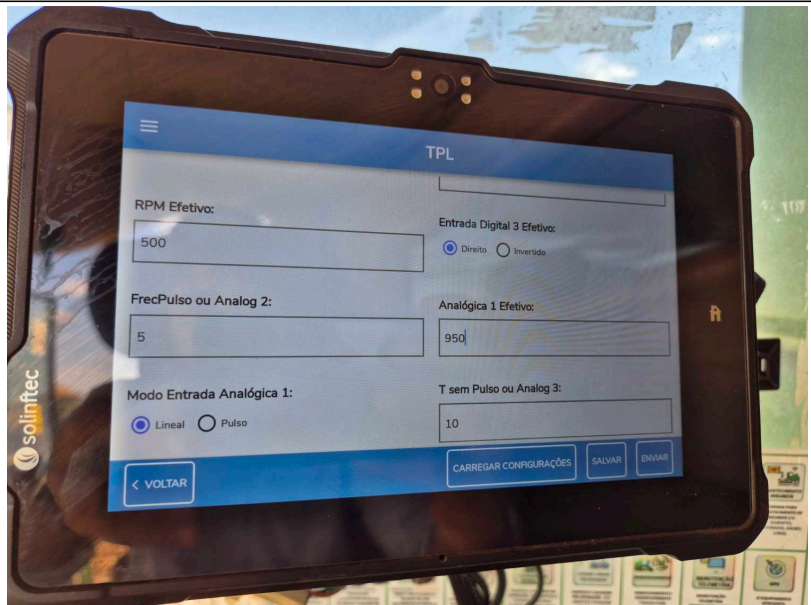 TPL
RPM Efetivo:
500
Entrada Digital 3 Efetivo:
Direito
Invertido
FrecPulso ou Analog 2:
5
Analógica 1 Efetivo:
950
Modo Entrada Analógica 1:
Lineal
Pulso
T sem Pulso ou Analog 3:
10
< VOLTAR
CARREGAR CONFIGURAÇÕES
SALVAR
ENVIAR
solinftec